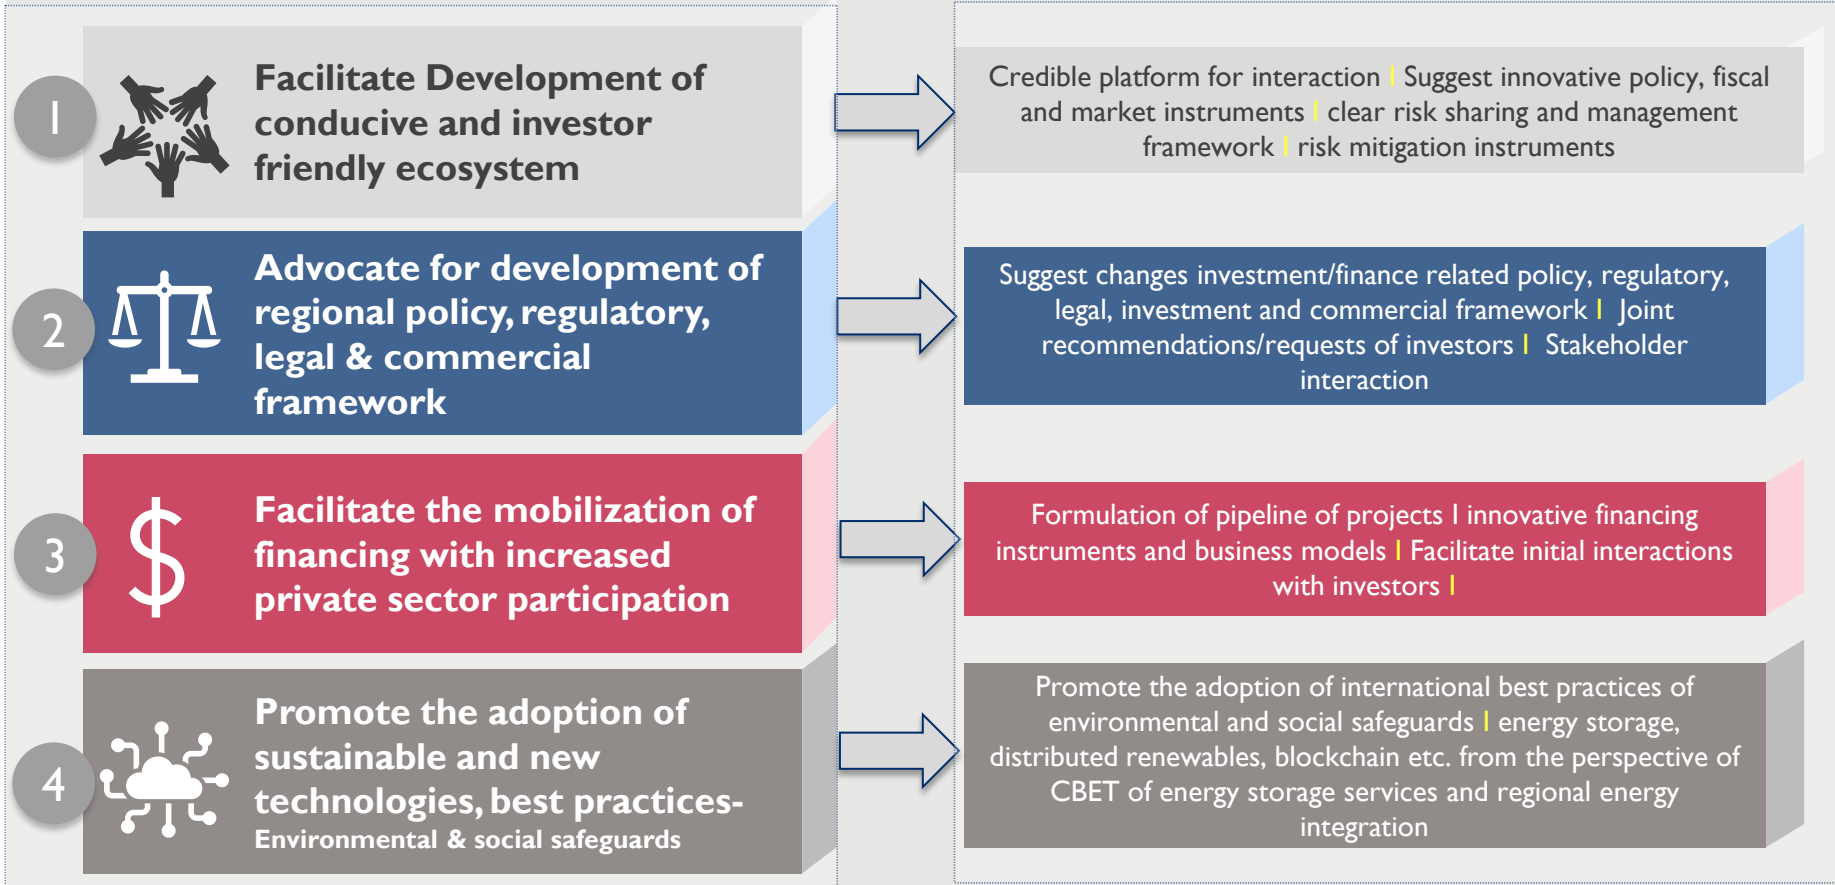 1
Facilitate Development of
conducive and investor
friendly ecosystem
Credible platform for interaction | Suggest innovative policy, fiscal
and market instruments | clear risk sharing and management
framework | risk mitigation instruments
2
Advocate for development of
regional policy, regulatory,
legal & commercial
framework
Suggest changes investment/finance related policy, regulatory,
legal, investment and commercial framework | Joint
recommendations/requests of investors | Stakeholder
interaction
3
$
Facilitate the mobilization of
financing with increased
private sector participation
Formulation of pipeline of projects | innovative financing
instruments and business models | Facilitate initial interactions
with investors |
4
Promote the adoption of
sustainable and new
technologies, best practices-
Environmental & social safeguards
Promote the adoption of international best practices of
environmental and social safeguards | energy storage,
distributed renewables, blockchain etc. from the perspective of
CBET of energy storage services and regional energy
integration